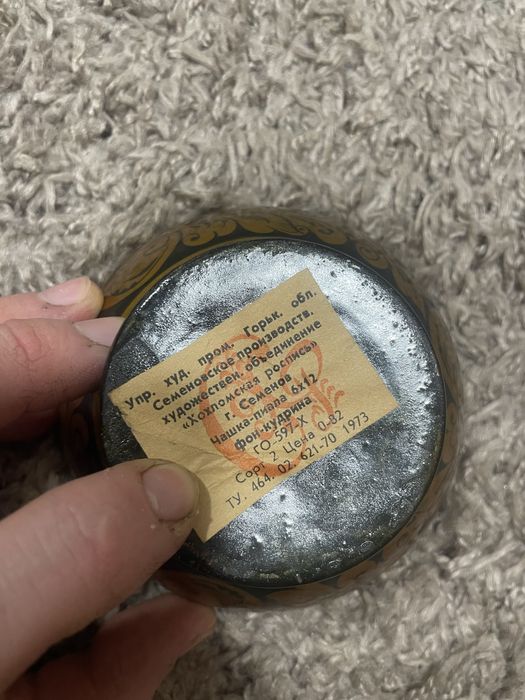 Упр. худ. пром. Горьк. обл.
Семеновское производств.
художествен. объединение
«Хохломская роспись»
г. Семенов
Чашка-пиала 6х12
фон-кудрина
ГО-597-Х
Сорт 2 Цена 0-82
ТУ. 464. 02. 621-70 1973